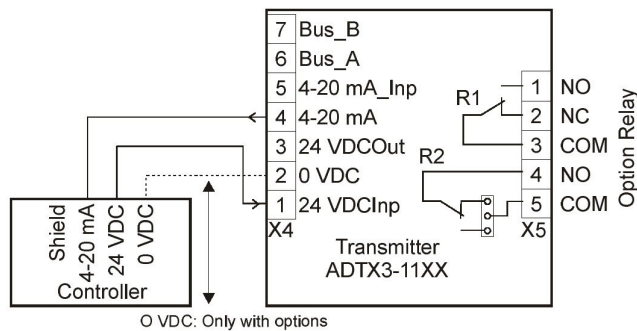 7 Bus_B
6 Bus_A
5 4-20 mA_Inp
4 4-20 mA
3 24 VDCOut
2 0 VDC
1 24 VDCInp
X4
R1
R2
1 NO
2 NC
3 COM
4 NO
5 COM
X5
Option Relay
Transmitter
ADTX3-11XX
Shield
4-20 mA
24 VDC
0 VDC
Controller
O VDC: Only with options